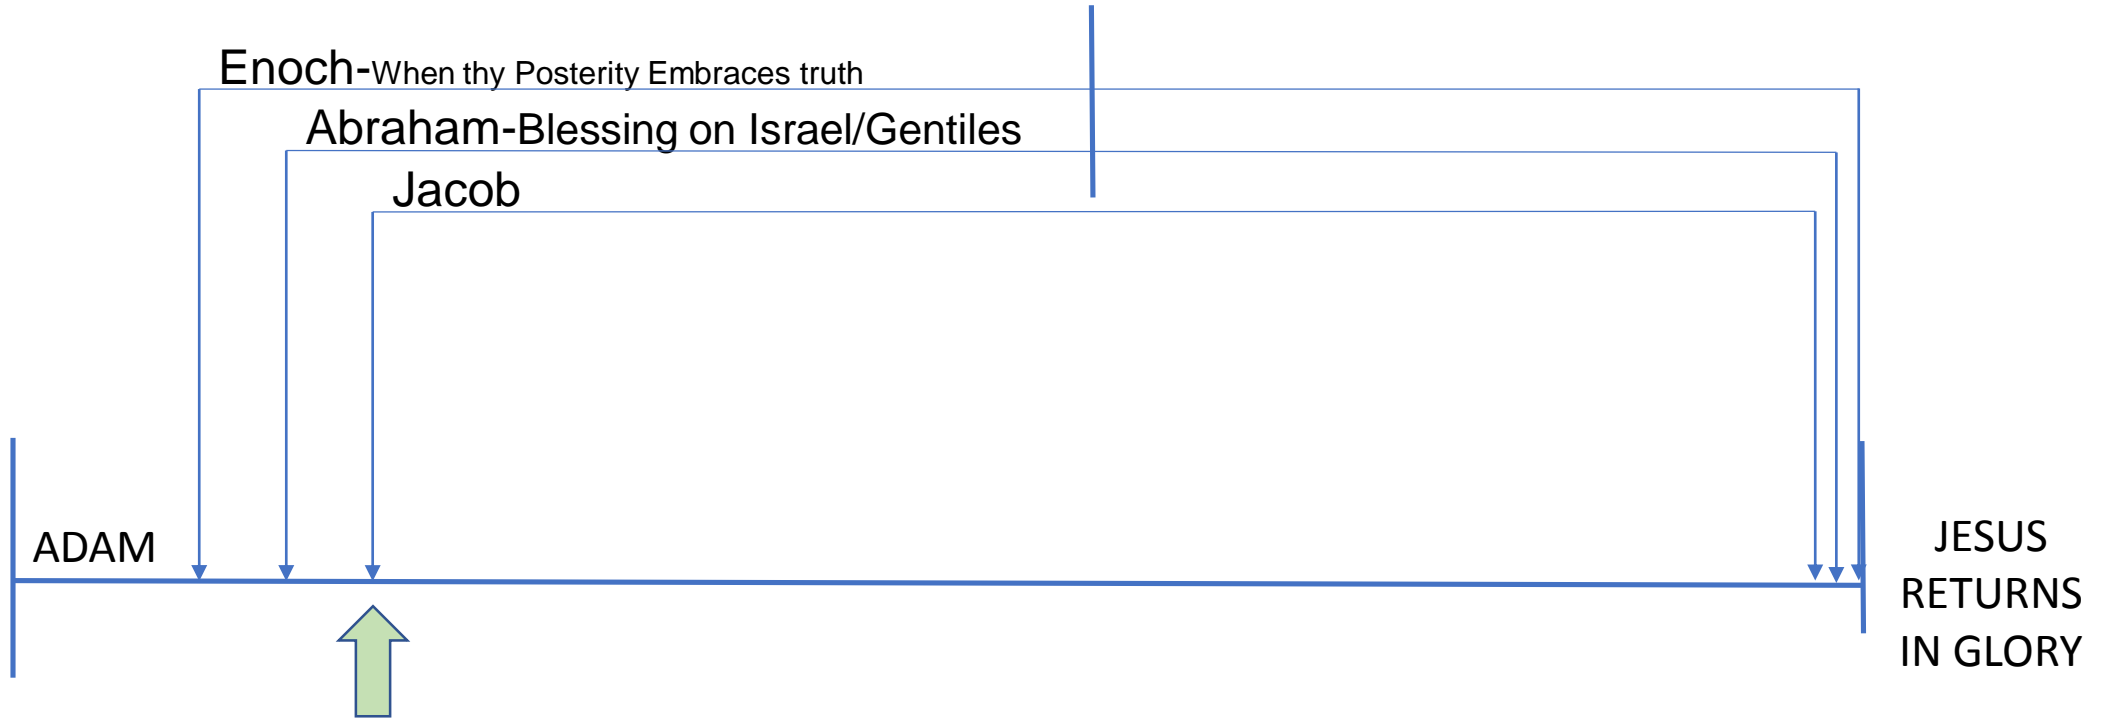 Enoch-When thy Posterity Embraces truth
Abraham-Blessing on Israel/Gentiles
Jacob
ADAM
JESUS
RETURNS
IN GLORY